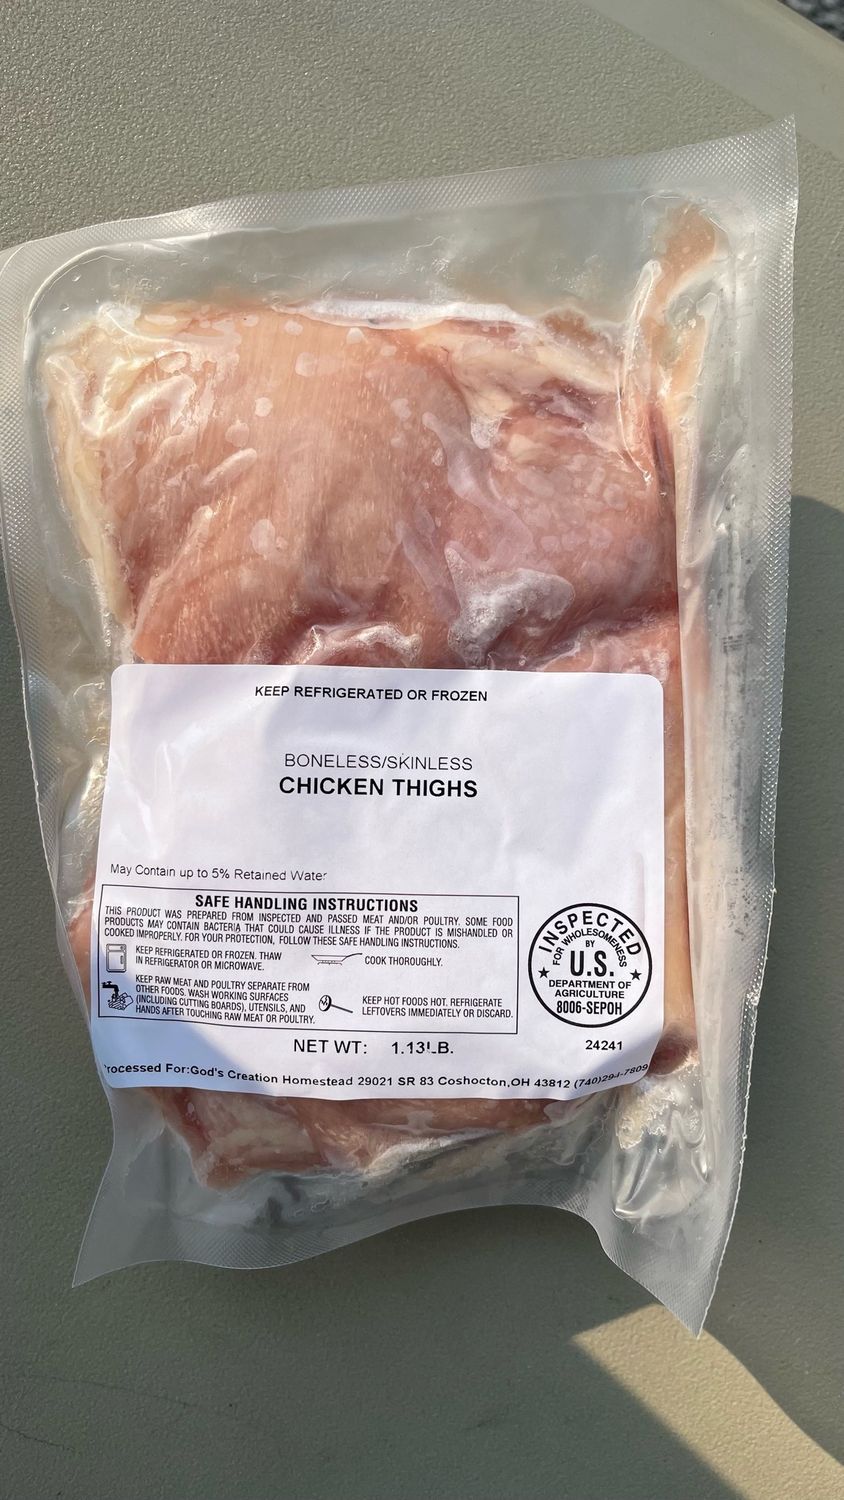 KEEP REFRIGERATED OR FROZEN
BONELESS/SKINLESS
CHICKEN THIGHS
May Contain up to 5% Retained Water
SAFE HANDLING INSTRUCTIONS
THIS PRODUCT WAS PREPARED FROM INSPECTED AND PASSED MEAT AND/OR POULTRY. SOME FOOD
PRODUCTS MAY CONTAIN BACTERIA THAT COULD CAUSE ILLNESS IF THE PRODUCT IS MISHANDLED OR
COOKED IMPROPERLY. FOR YOUR PROTECTION, FOLLOW THESE SAFE HANDLING INSTRUCTIONS.
KEEP REFRIGERATED OR FROZEN. THAW
IN REFRIGERATOR OR MICROWAVE.
COOK THOROUGHLY.
KEEP RAW MEAT AND POULTRY SEPARATE FROM
OTHER FOODS. WASH WORKING SURFACES
(INCLUDING CUTTING BOARDS), UTENSILS, AND
HANDS AFTER TOUCHING RAW MEAT OR POULTRY.
KEEP HOT FOODS HOT. REFRIGERATE
LEFTOVERS IMMEDIATELY OR DISCARD.
INSPECTED
FOR WHOLESOMENESS
BY
U.S.
DEPARTMENT OF
AGRICULTURE
8006-SEPOH
NET WT: 1.13LB.
24241
Processed For:God's Creation Homestead 29021 SR 83 Coshocton,OH 43812 (740)294-7809